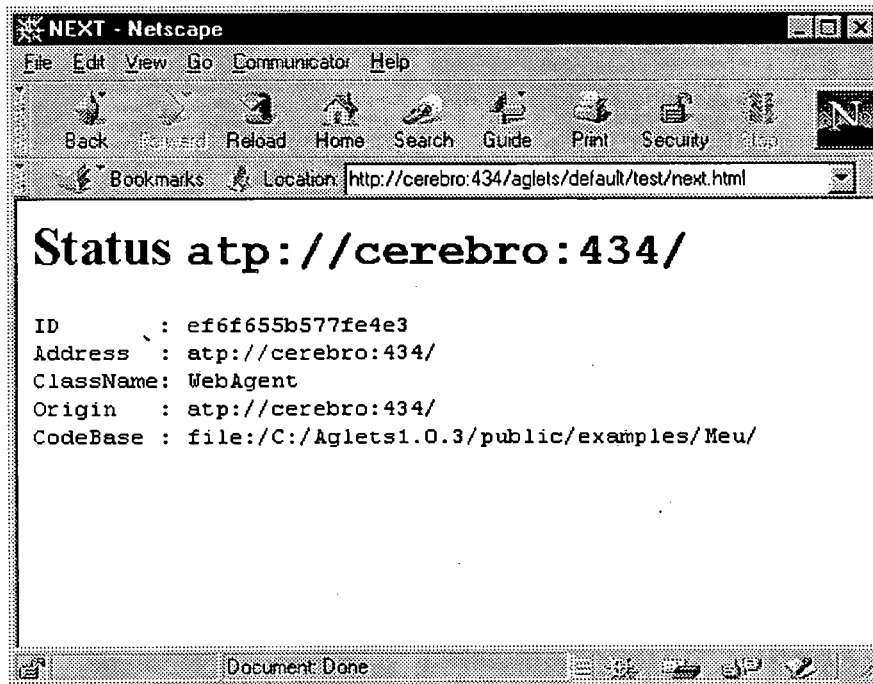 NEXT - Netscape
File Edit View Go Communicator Help
Back Forward Reload Home Search Guide Print Security Stop
N
Bookmarks Location: http://cerebro:434/aglets/default/test/next.html
Status atp://cerebro:434/
ID : ef6f655b577fe4e3
Address : atp://cerebro:434/
ClassName: WebAgent
Origin : atp://cerebro:434/
CodeBase : file:/C:/Aglets1.0.3/public/examples/Meu/
Document: Done